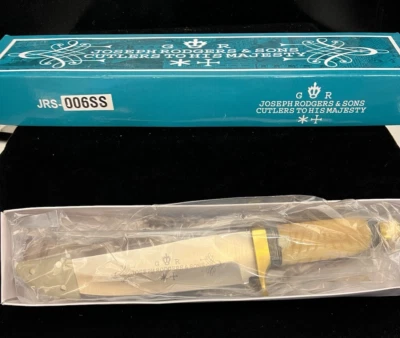 G R
JOSEPH RODGERS & SONS
CUTLERS TO HIS MAJESTY
JRS-006SS
G R
JOSEPH RODGERS & SONS
CUTLERS TO HIS MAJESTY
G R